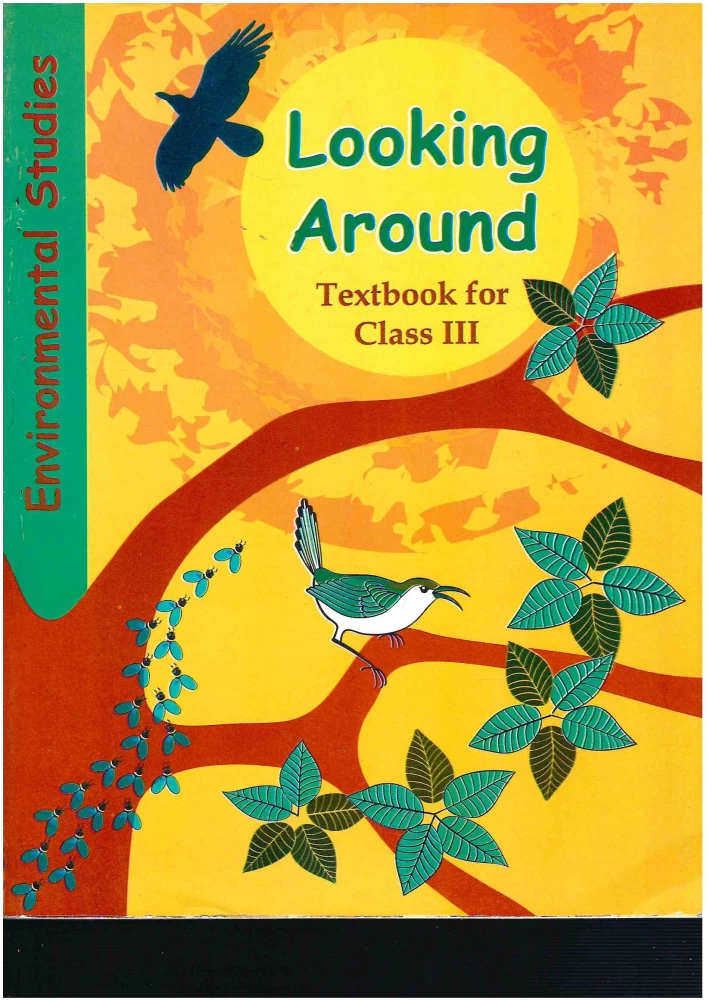 Environmental Studies
Looking
Around
Textbook for
Class III